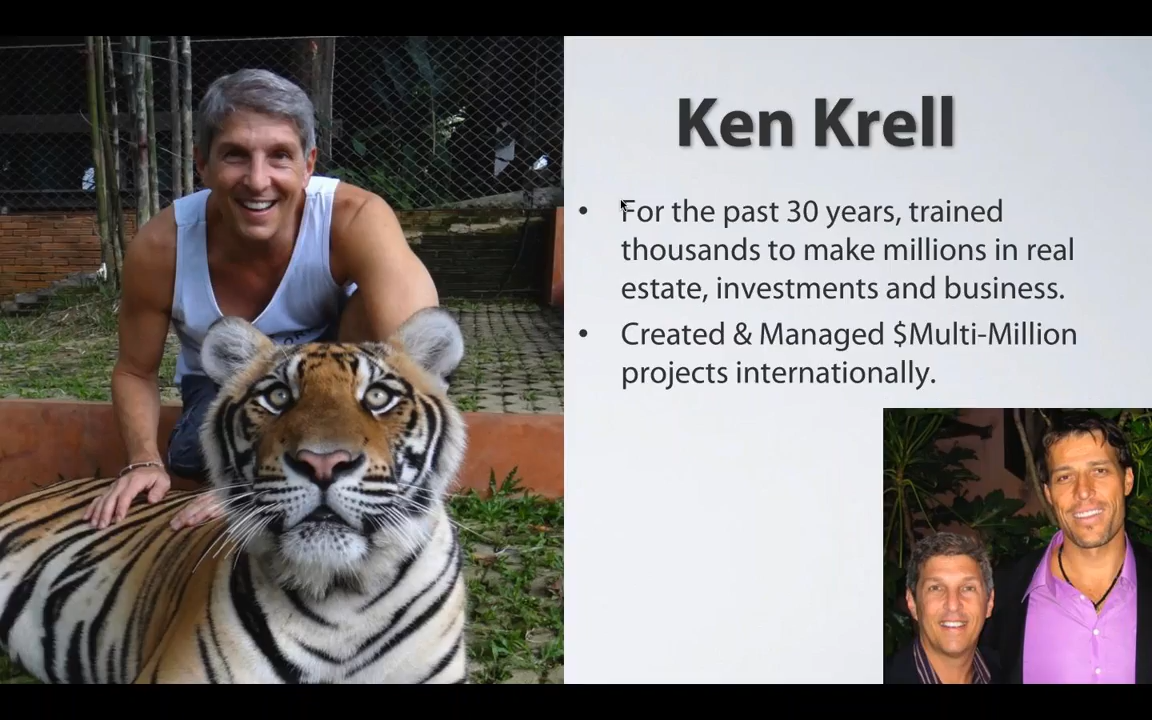 Ken Krell
• For the past 30 years, trained
thousands to make millions in real
estate, investments and business.
• Created & Managed $Multi-Million
projects internationally.